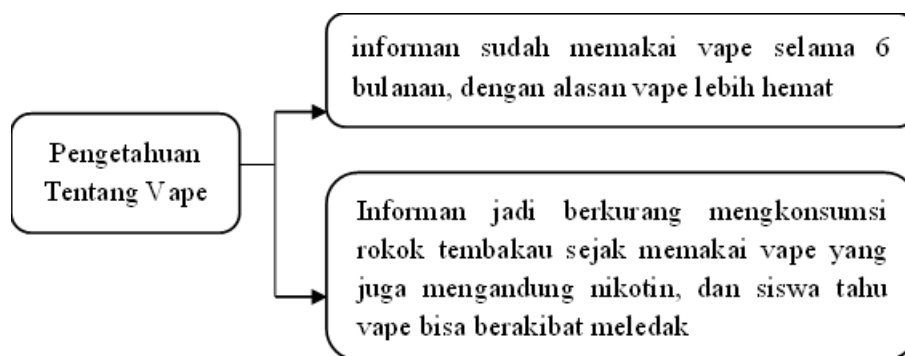 informan sudah memakai vape selama 6
bulanan, dengan alasan vape lebih hemat
Pengetahuan
Tentang Vape
Informan jadi berkurang mengkonsumsi
rokok tembakau sejak memakai vape yang
juga mengandung nikotin, dan siswa tahu
vape bisa berakibat meledak